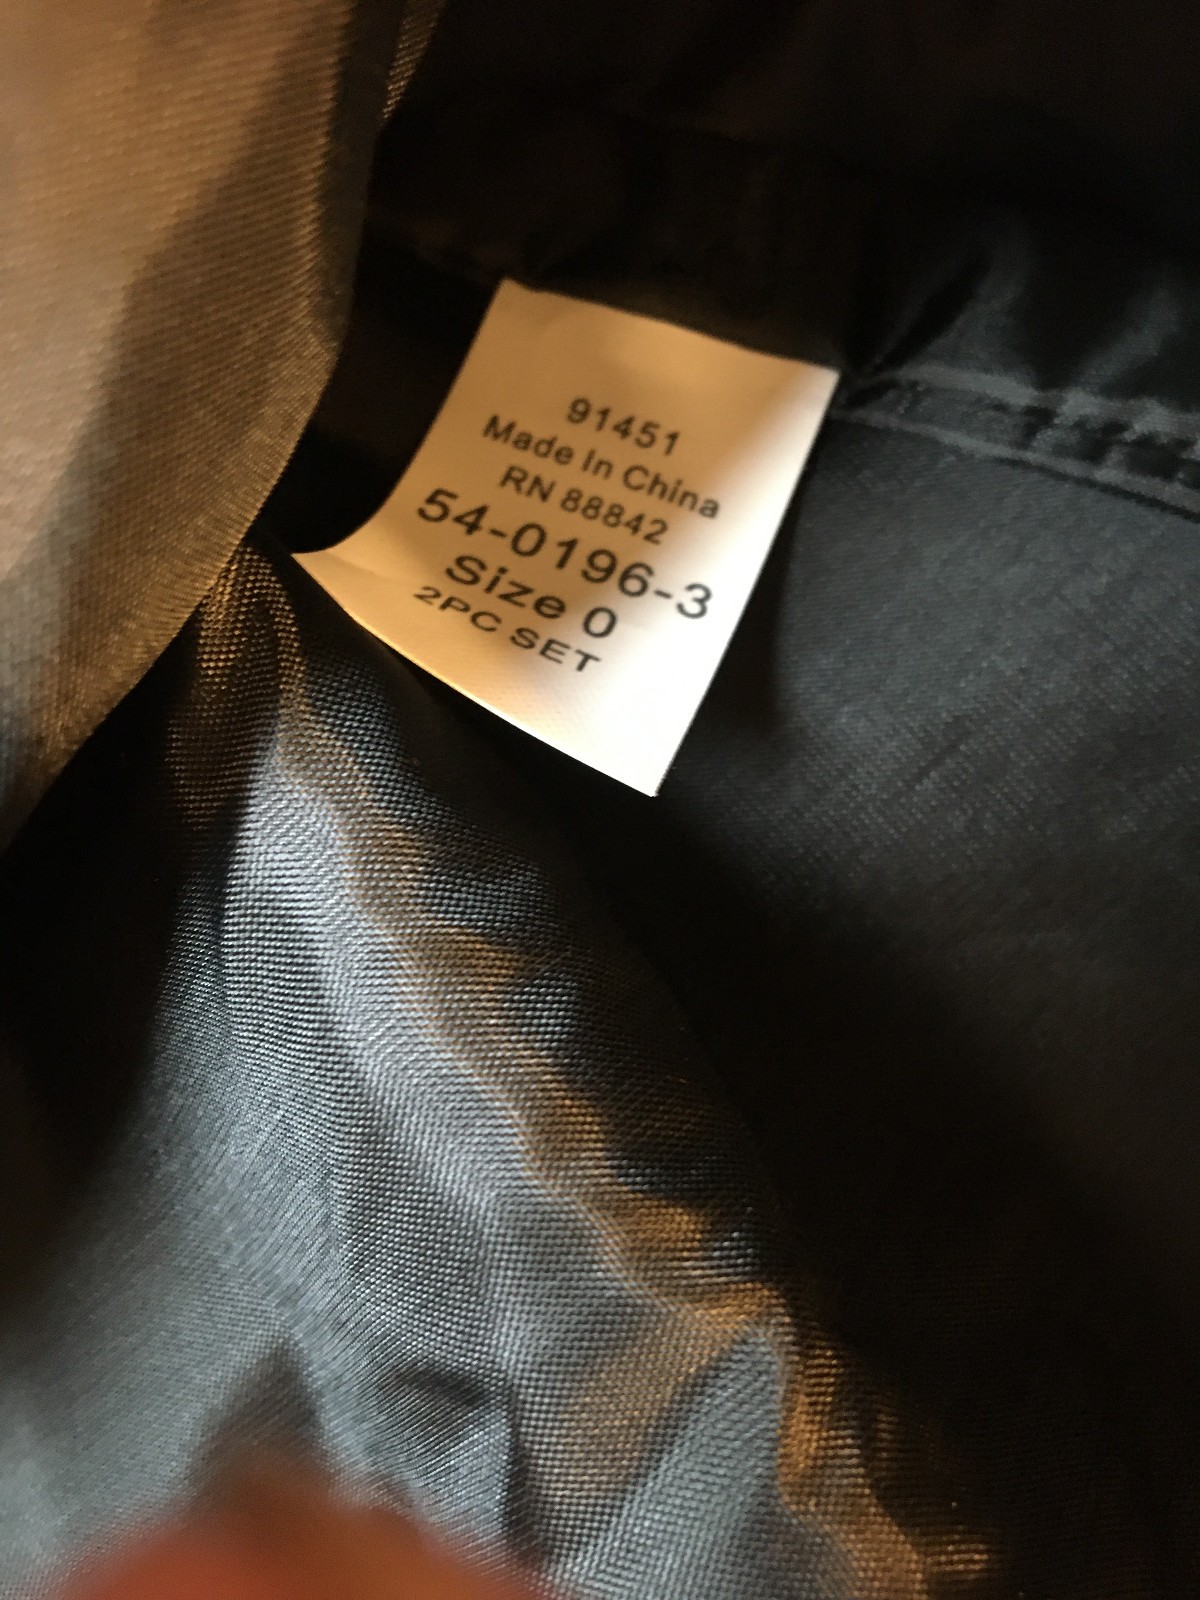 91451
Made In China
RN 88842
54-0196-3
Size 0
2PC SET